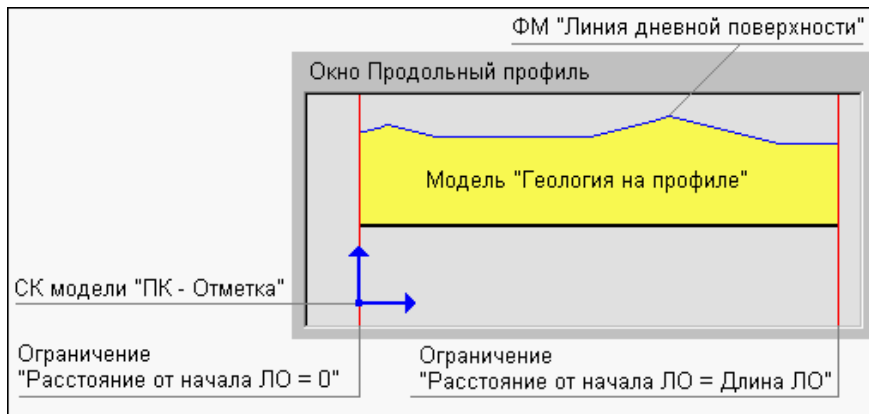 ФМ "Линия дневной поверхности"
Окно Продольный профиль
Модель "Геология на профиле"
СК модели "ПК - Отметка"
Ограничение
"Расстояние от начала ЛО = 0"
Ограничение
"Расстояние от начала ЛО = Длина ЛО"